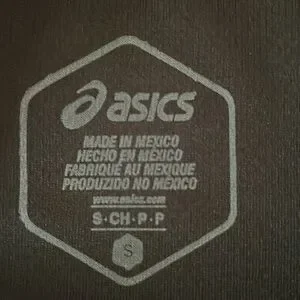 asics
MADE IN MEXICO
HECHO EN MÉXICO
FABRIQUÉ AU MEXIQUE
PRODUZIDO NO MÉXICO
www.asics.com
S·CH·P·P
S